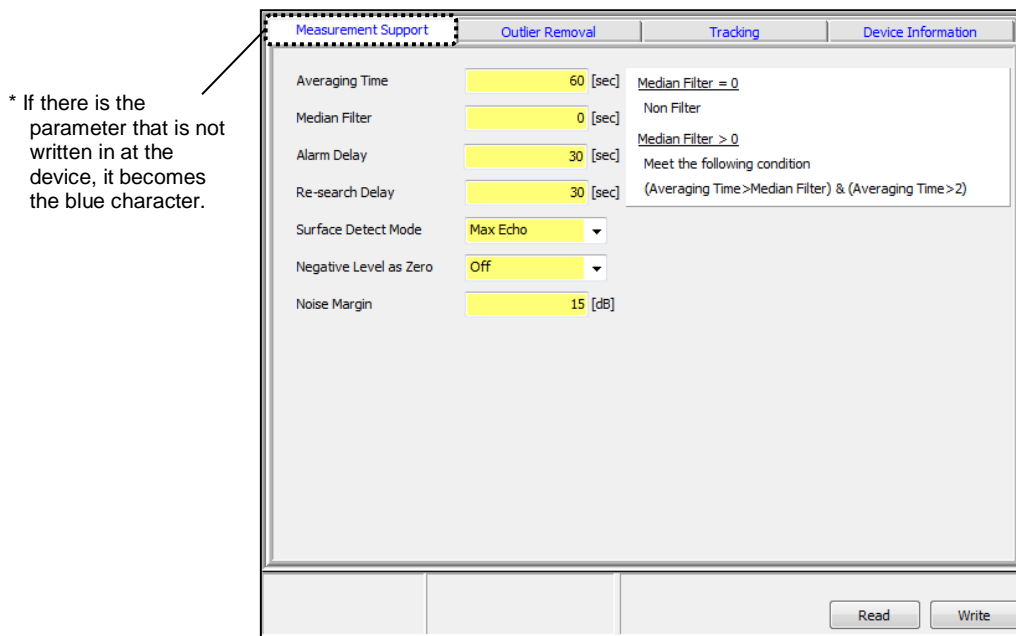 Measurement Support Outlier Removal Tracking Device Information
* If there is the
parameter that is not
written in at the
device, it becomes
the blue character.
Averaging Time 60 [sec]
Median Filter 0 [sec]
Alarm Delay 30 [sec]
Re-search Delay 30 [sec]
Surface Detect Mode Max Echo
Negative Level as Zero Off
Noise Margin 15 [dB]
Median Filter = 0
Non Filter
Median Filter > 0
Meet the following condition
(Averaging Time>Median Filter) & (Averaging Time>2)
Read Write